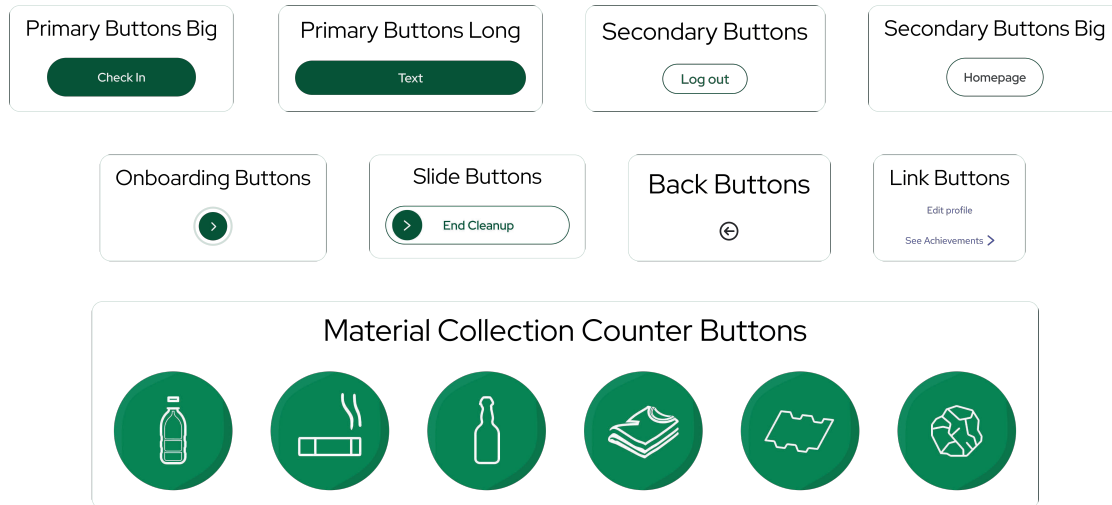 Primary Buttons Big
Check In
Primary Buttons Long
Text
Secondary Buttons
Log out
Secondary Buttons Big
Homepage
Onboarding Buttons
Slide Buttons
End Cleanup
Back Buttons
Link Buttons
Edit profile
See Achievements
Material Collection Counter Buttons